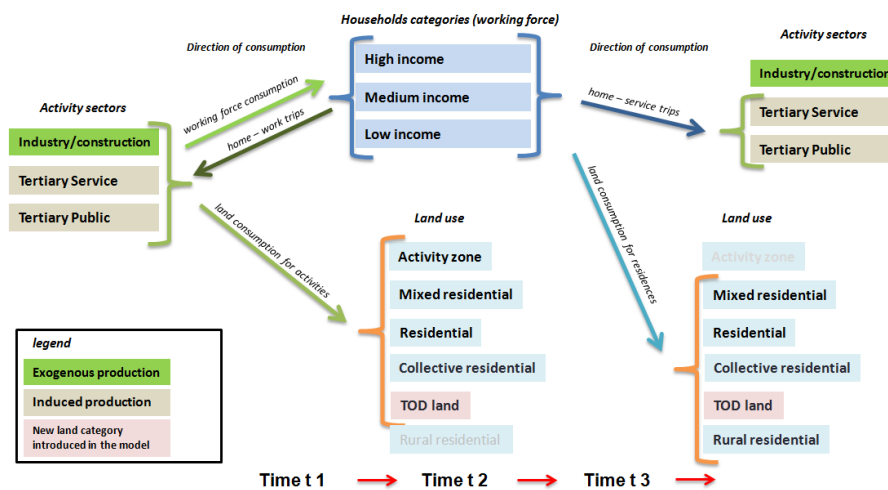 Households categories (working force)
Direction of consumption
Direction of consumption
Activity sectors
High income
Medium income
Low income
working force consumption
home – work trips
home – service trips
Industry/construction
Tertiary Service
Tertiary Public
Activity sectors
Industry/construction
Tertiary Service
Tertiary Public
land consumption for activities
land consumption for residences
Land use
Activity zone
Mixed residential
Residential
Collective residential
TOD land
Rural residential
Land use
Activity zone
Mixed residential
Residential
Collective residential
TOD land
Rural residential
legend
Exogenous production
Induced production
New land category
introduced in the model
Time t 1
Time t 2
Time t 3